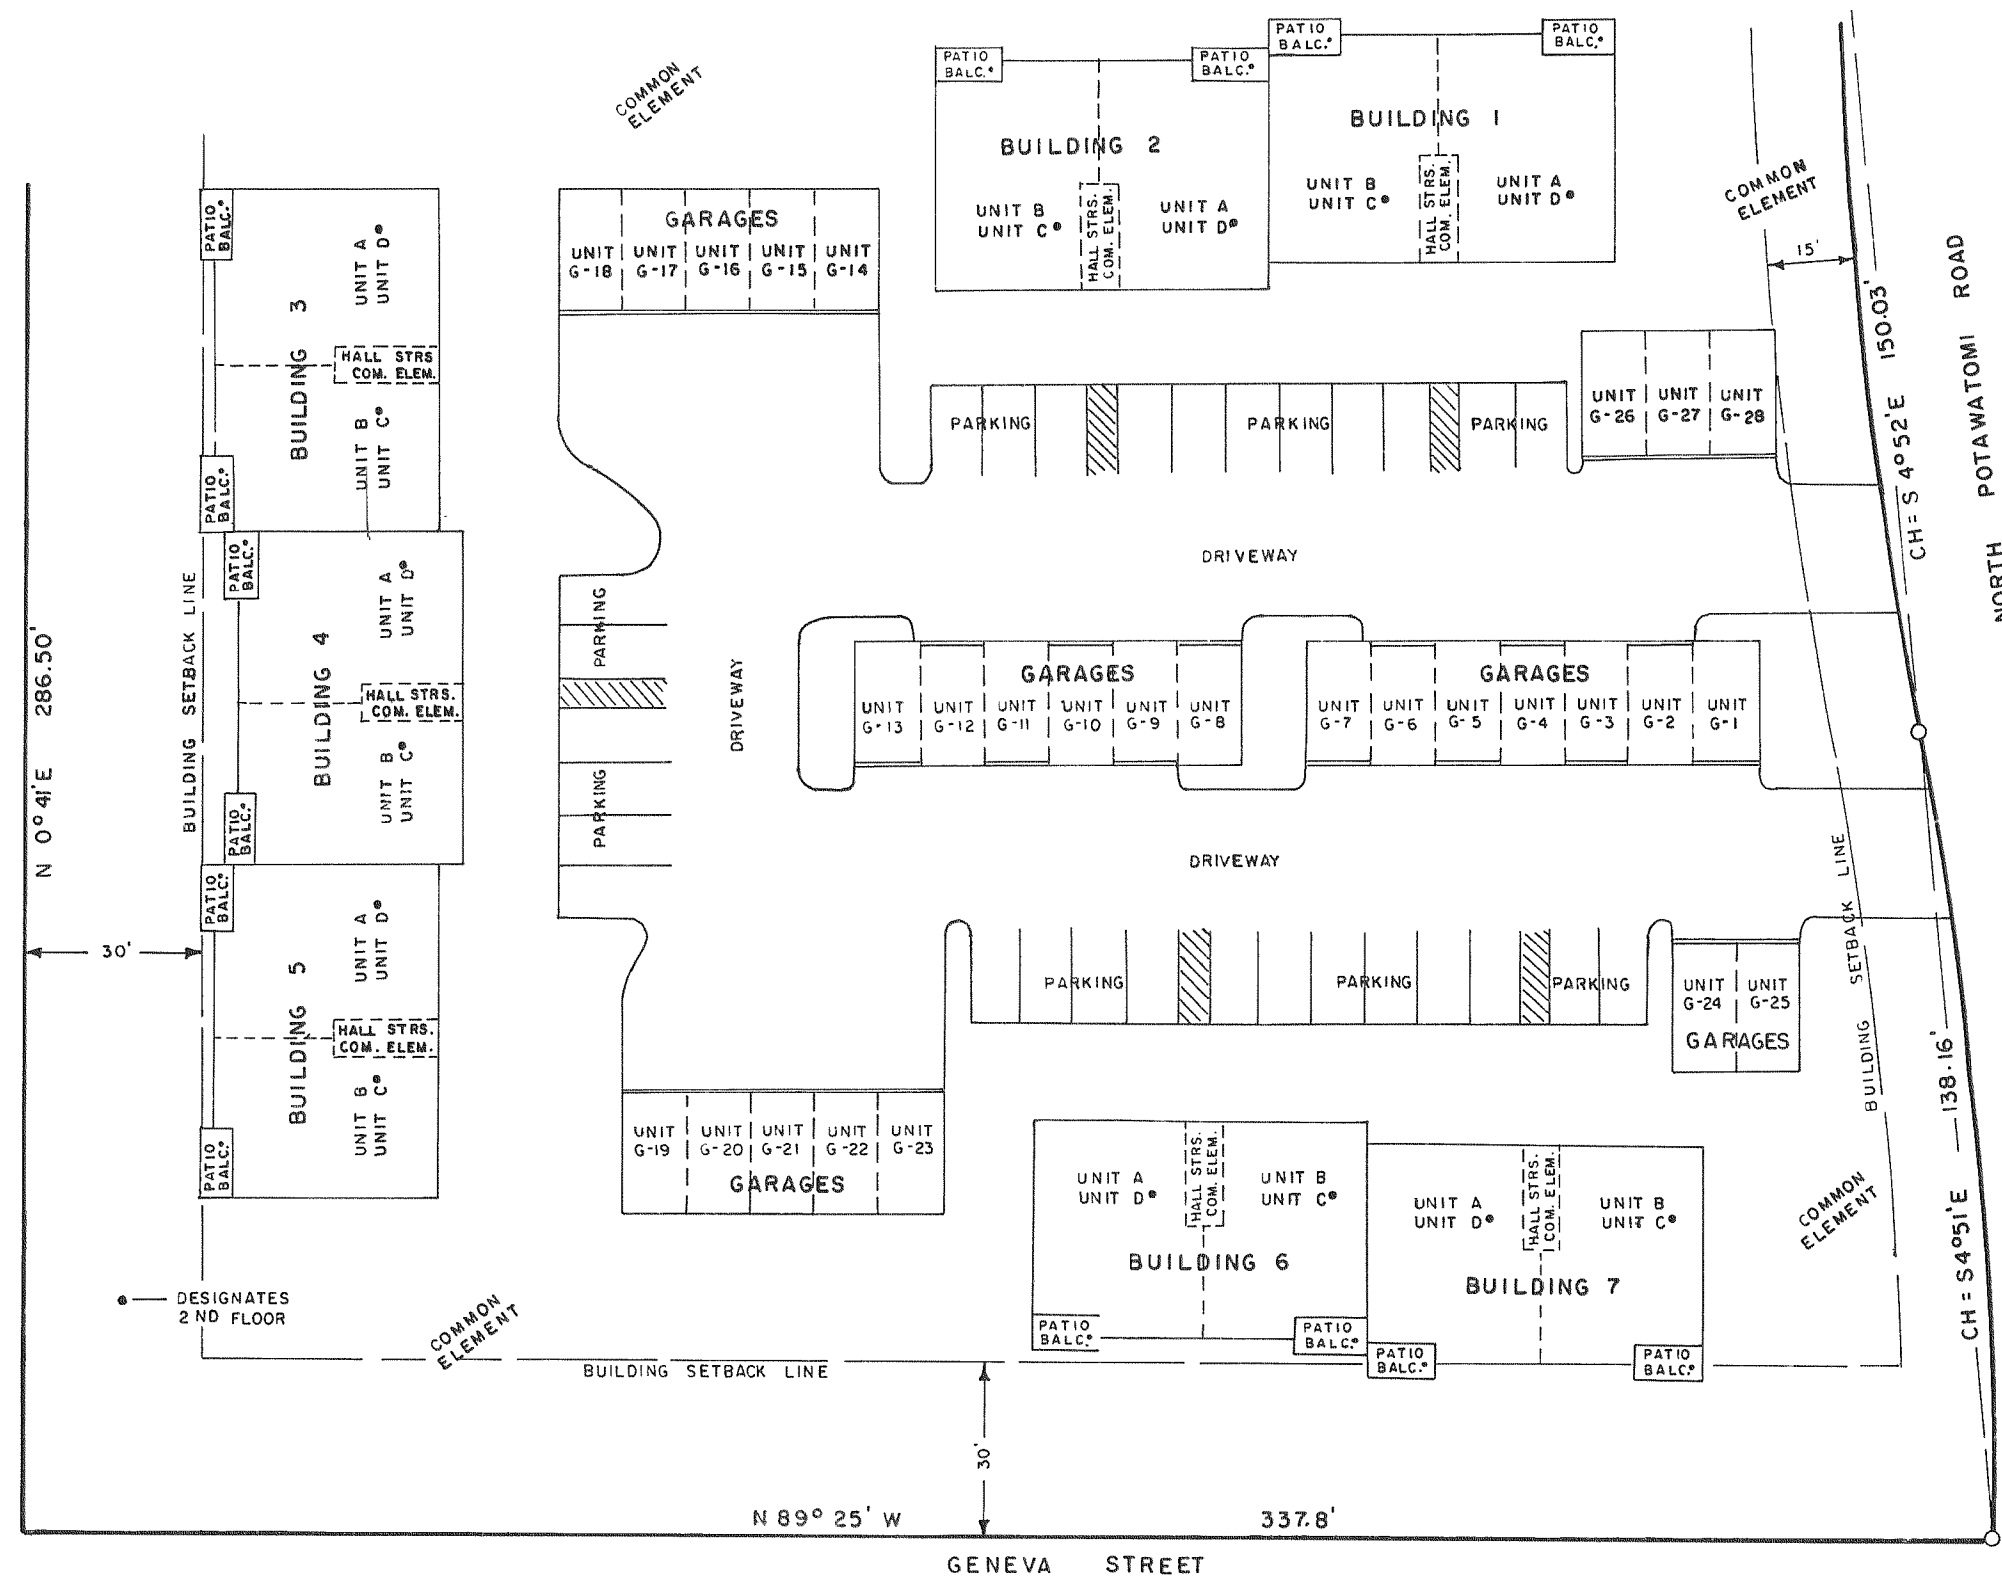 PATIO
BALC.•
PATIO
BALC.•
PATIO
BALC.•
PATIO
BALC.•
COMMON
ELEMENT
BUILDING 1
BUILDING 2
UNIT B
UNIT C•
HALL STRS.
COM. ELEM.
UNIT A
UNIT D•
UNIT B
UNIT C•
HALL STRS.
COM. ELEM.
UNIT A
UNIT D•
COMMON
ELEMENT
15'
CH = S 4°52'E 150.03'
NORTH POTAWATOMI ROAD
GARAGES
UNIT
G-18
UNIT
G-17
UNIT
G-16
UNIT
G-15
UNIT
G-14
PATIO
BALC.•
UNIT A
UNIT D•
BUILDING 3
HALL STRS
COM. ELEM.
UNIT B
UNIT C•
PATIO
BALC.•
PARKING
PARKING
PARKING
UNIT
G-26
UNIT
G-27
UNIT
G-28
DRIVEWAY
PATIO
BALC.•
UNIT A
UNIT D•
BUILDING 4
HALL STRS.
COM. ELEM.
UNIT B
UNIT C•
PATIO
BALC.•
BUILDING SETBACK LINE
N 0°41'E 286.50'
PARKING
PARKING
DRIVEWAY
GARAGES
UNIT
G-13
UNIT
G-12
UNIT
G-11
UNIT
G-10
UNIT
G-9
UNIT
G-8
GARAGES
UNIT
G-7
UNIT
G-6
UNIT
G-5
UNIT
G-4
UNIT
G-3
UNIT
G-2
UNIT
G-1
DRIVEWAY
PATIO
BALC.•
UNIT A
UNIT D•
BUILDING 5
HALL STRS.
COM. ELEM.
UNIT B
UNIT C•
PATIO
BALC.•
30'
PARKING
PARKING
PARKING
UNIT
G-24
UNIT
G-25
GARAGES
BUILDING SETBACK LINE
CH = S4°51'E 138.16'
UNIT
G-19
UNIT
G-20
UNIT
G-21
UNIT
G-22
UNIT
G-23
GARAGES
UNIT A
UNIT D•
HALL STRS.
COM. ELEM.
UNIT B
UNIT C•
BUILDING 6
UNIT A
UNIT D•
HALL STRS.
COM. ELEM.
UNIT B
UNIT C•
BUILDING 7
COMMON
ELEMENT
PATIO
BALC.•
PATIO
BALC.•
PATIO
BALC.•
PATIO
BALC.•
• — DESIGNATES
2 ND FLOOR
COMMON
ELEMENT
BUILDING SETBACK LINE
30'
N 89° 25' W 337.8'
GENEVA STREET